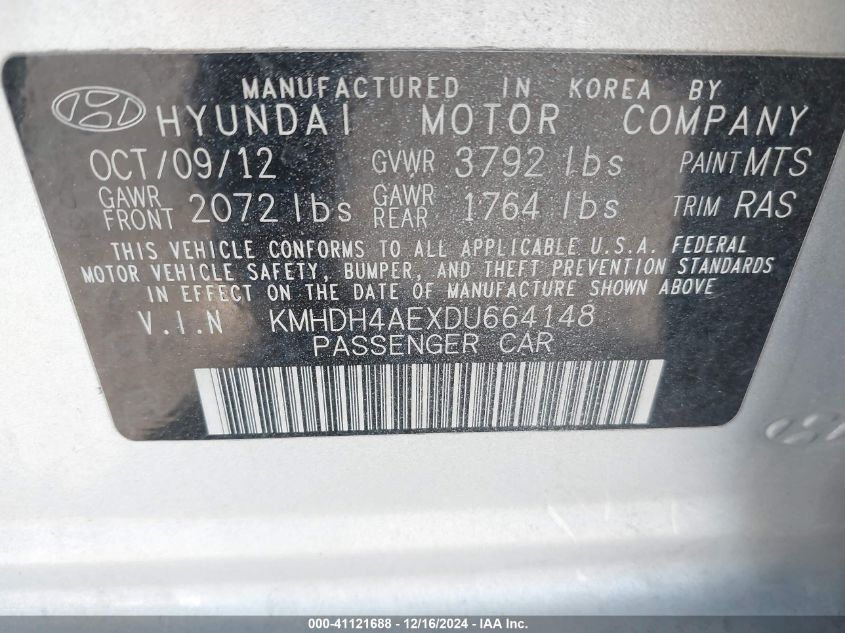 MANUFACTURED IN KOREA BY
HYUNDAI MOTOR COMPANY
OCT/09/12 GVWR 3792 lbs PAINT MTS
GAWR FRONT 2072 lbs GAWR REAR 1764 lbs TRIM RAS
THIS VEHICLE CONFORMS TO ALL APPLICABLE U.S.A. FEDERAL
MOTOR VEHICLE SAFETY, BUMPER, AND THEFT PREVENTION STANDARDS
IN EFFECT ON THE DATE OF MANUFACTURE SHOWN ABOVE
V.I.N KMHDH4AEXDU664148
PASSENGER CAR
000-41121688 - 12/16/2024 - IAA Inc.